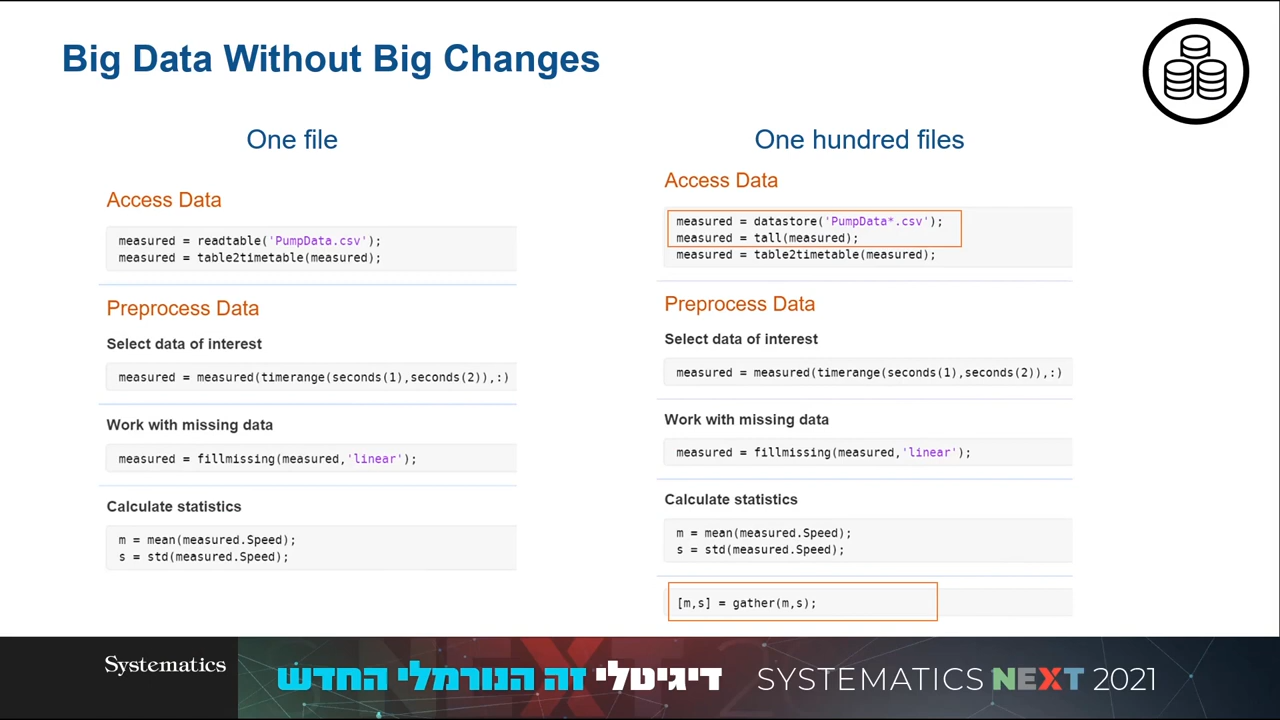 Big Data Without Big Changes
One file
Access Data
measured = readtable('PumpData.csv');
measured = table2timetable(measured);
Preprocess Data
Select data of interest
measured = measured(timerange(seconds(1),seconds(2)),:)
Work with missing data
measured = fillmissing(measured,'linear');
Calculate statistics
m = mean(measured.Speed);
s = std(measured.Speed);
One hundred files
Access Data
measured = datastore('PumpData*.csv');
measured = tall(measured);
measured = table2timetable(measured);
Preprocess Data
Select data of interest
measured = measured(timerange(seconds(1),seconds(2)),:)
Work with missing data
measured = fillmissing(measured,'linear');
Calculate statistics
m = mean(measured.Speed);
s = std(measured.Speed);
[m,s] = gather(m,s);
Systematics
דיגיטלי זה הנורמלי החדש
SYSTEMATICS NEXT 2021
NEXT 2